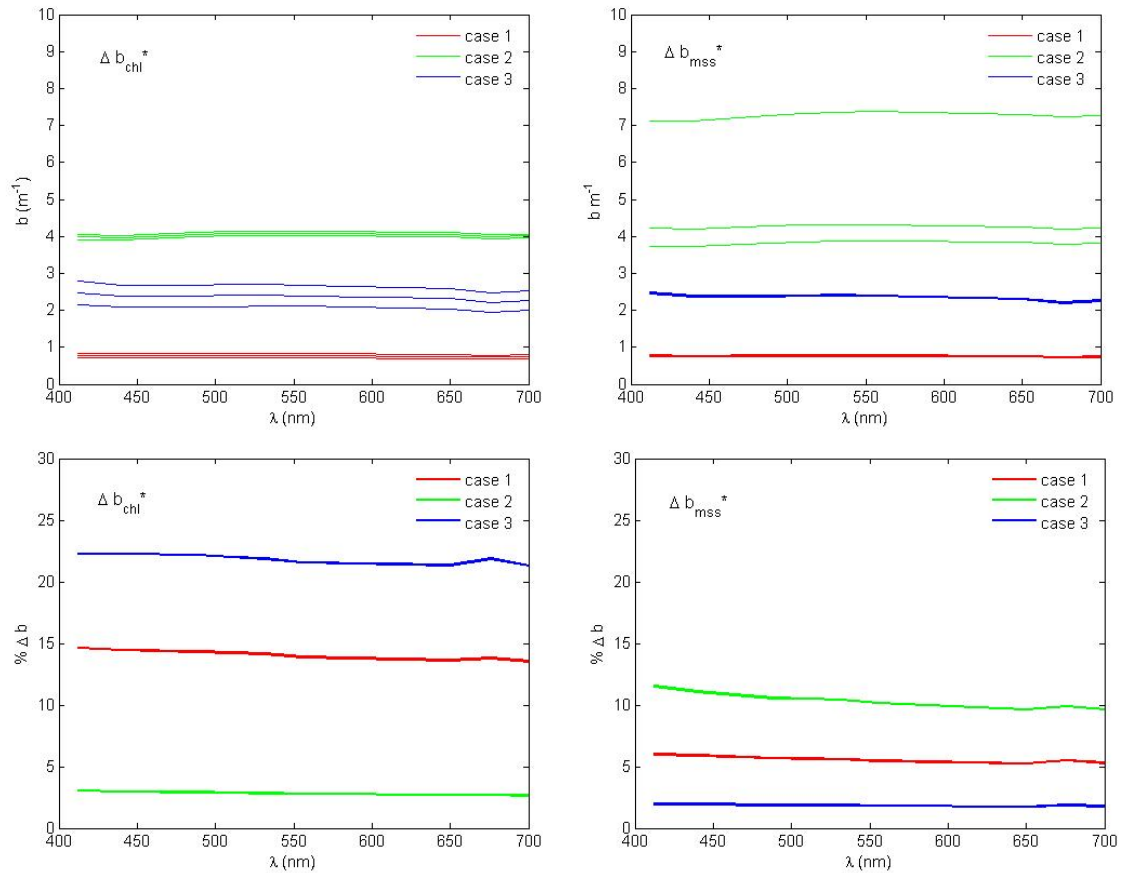 Δ b_chl*
case 1
case 2
case 3
10
9
8
7
6
5
4
3
2
1
0
b (m⁻¹)
400 450 500 550 600 650 700
λ (nm)
Δ b_mss*
case 1
case 2
case 3
10
9
8
7
6
5
4
3
2
1
0
b m⁻¹
400 450 500 550 600 650 700
λ (nm)
Δ b_chl*
case 1
case 2
case 3
30
25
20
15
10
5
0
% Δ b
400 450 500 550 600 650 700
λ (nm)
Δ b_mss*
case 1
case 2
case 3
30
25
20
15
10
5
0
% Δ b
400 450 500 550 600 650 700
λ (nm)